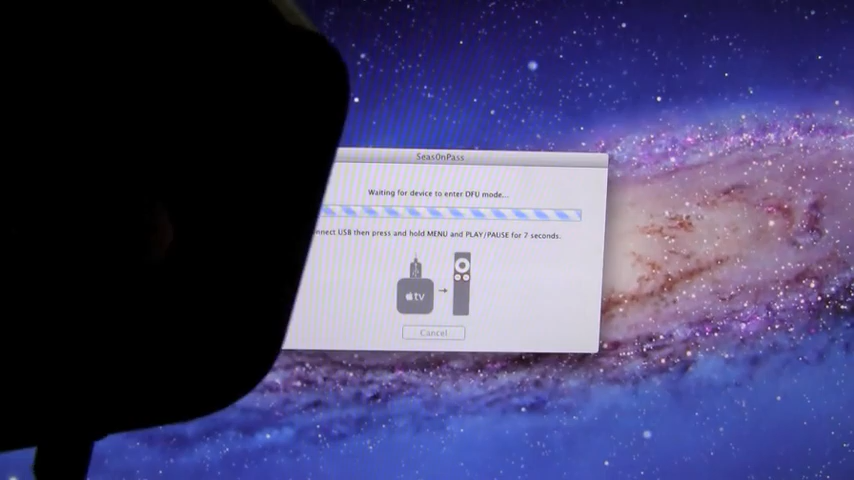 SeasOnPass
Waiting for device to enter DFU mode...
nnect USB then press and hold MENU and PLAY/PAUSE for 7 seconds.
tv
Cancel